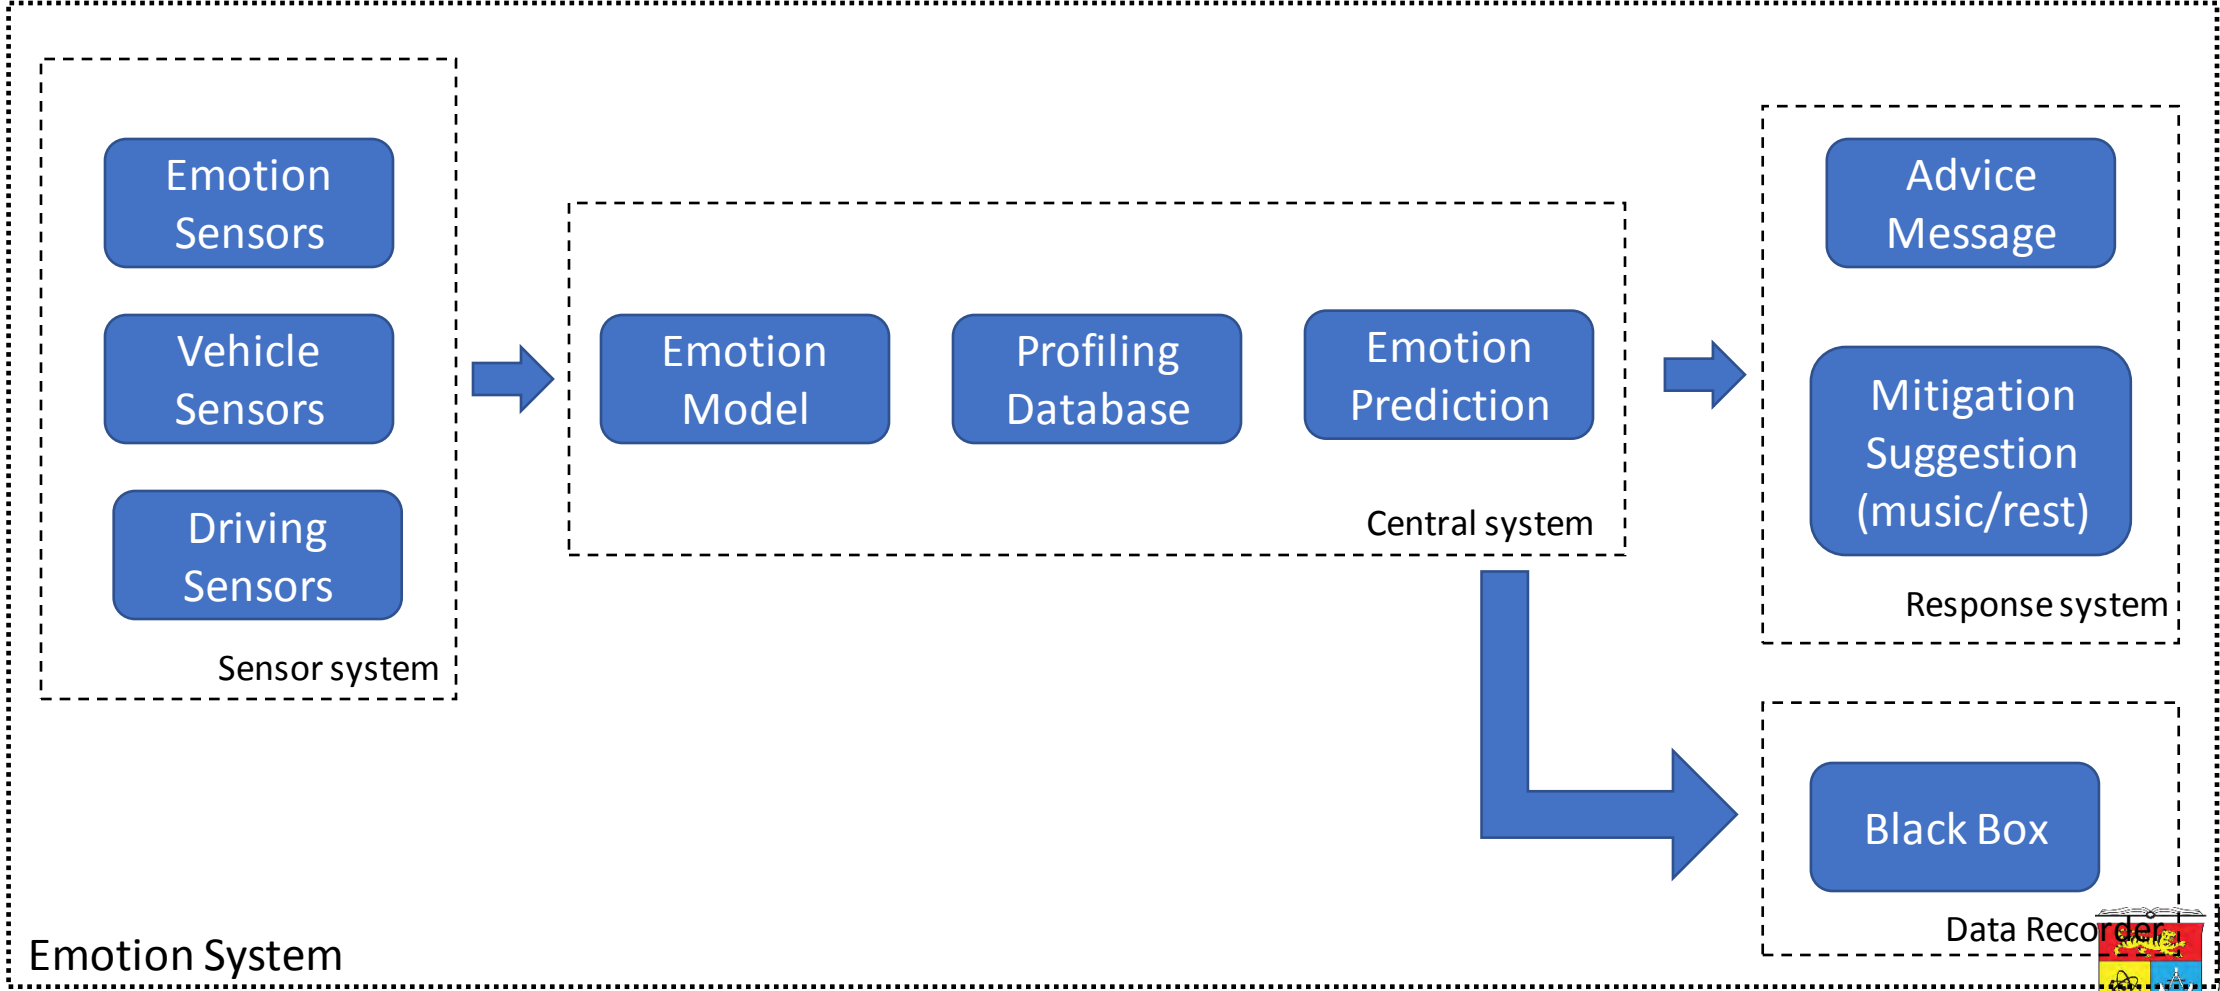 Emotion
Sensors
Vehicle
Sensors
Driving
Sensors
Sensor system
Emotion
Model
Profiling
Database
Emotion
Prediction
Central system
Advice
Message
Mitigation
Suggestion
(music/rest)
Response system
Black Box
Data Recorder
Emotion System